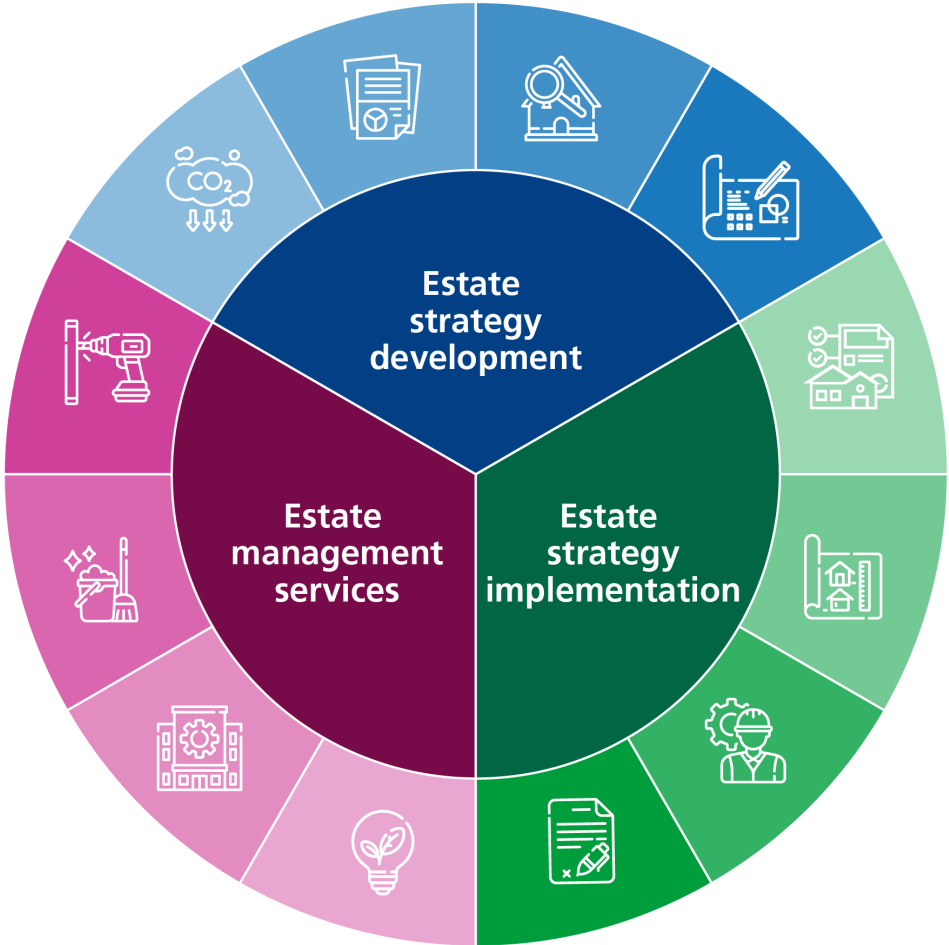 CO₂
Estate
strategy
development
Estate
management
services
Estate
strategy
implementation